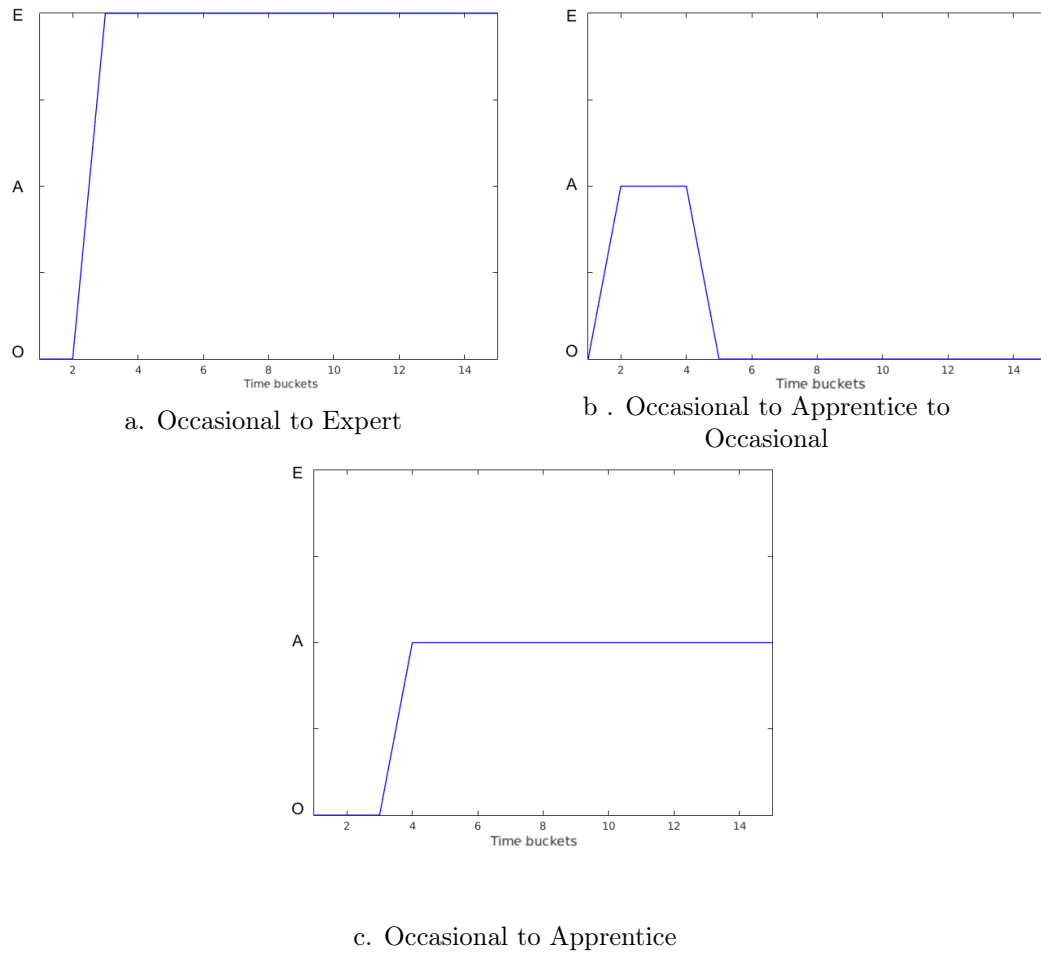 E
A
O
2 4 6 8 10 12 14
Time buckets
a. Occasional to Expert
E
A
O
2 4 6 8 10 12 14
Time buckets
b . Occasional to Apprentice to
Occasional
E
A
O
2 4 6 8 10 12 14
Time buckets
c. Occasional to Apprentice